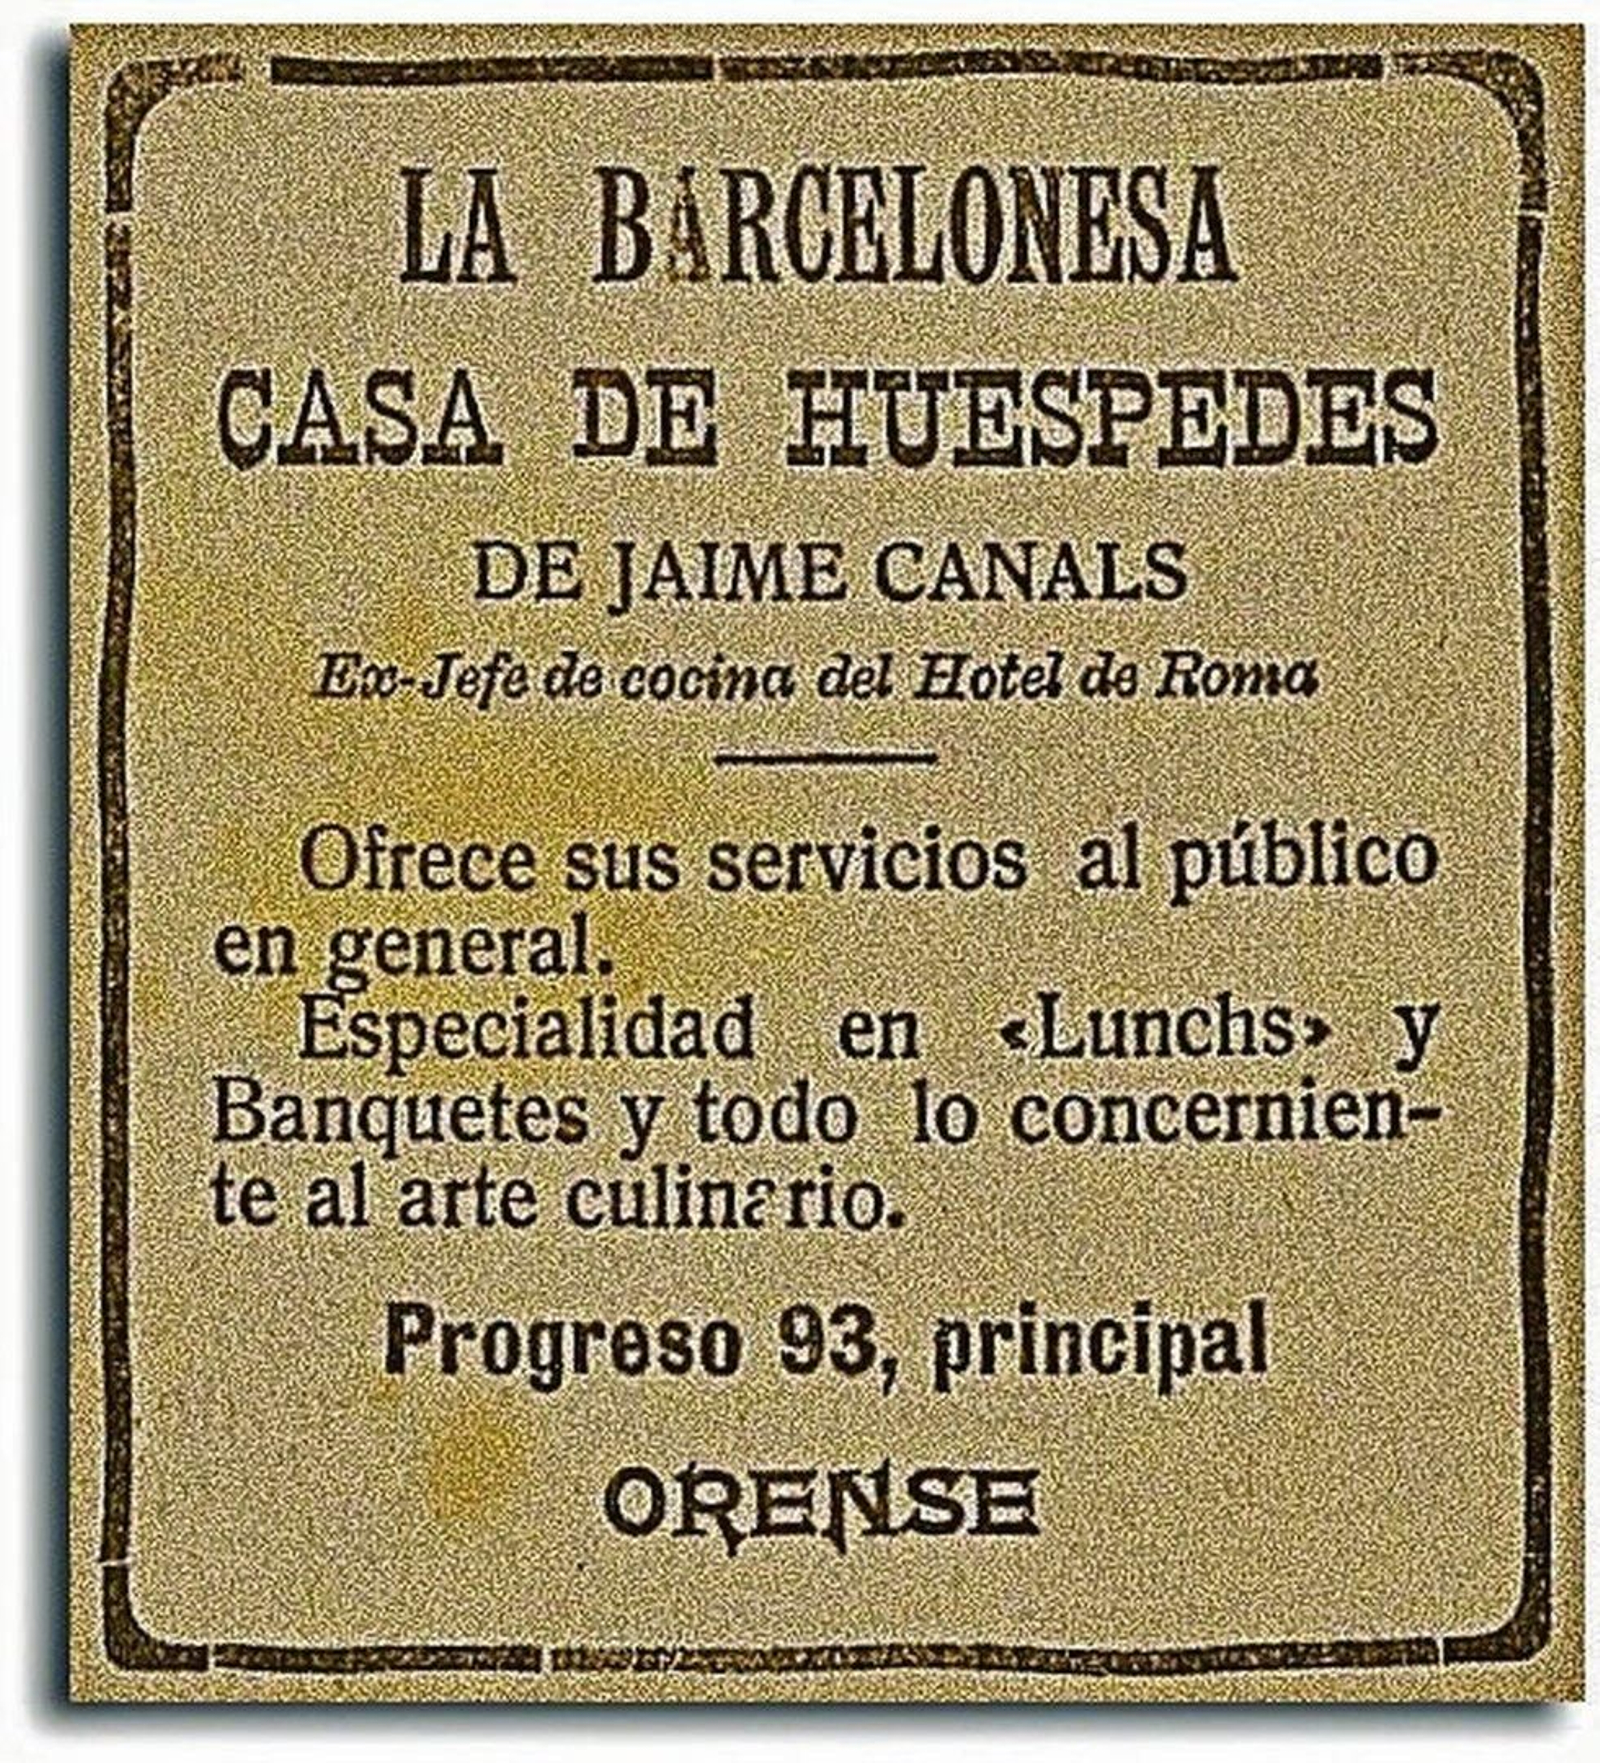 LA BARCELONESA
CASA DE HUESPEDES
DE JAIME CANALS
Ex-Jefe de cocina del Hotel de Roma
Ofrece sus servicios al público
en general.
Especialidad en «Lunchs» y
Banquetes y todo lo concernien-
te al arte culinario.
Progreso 93, principal
ORENSE